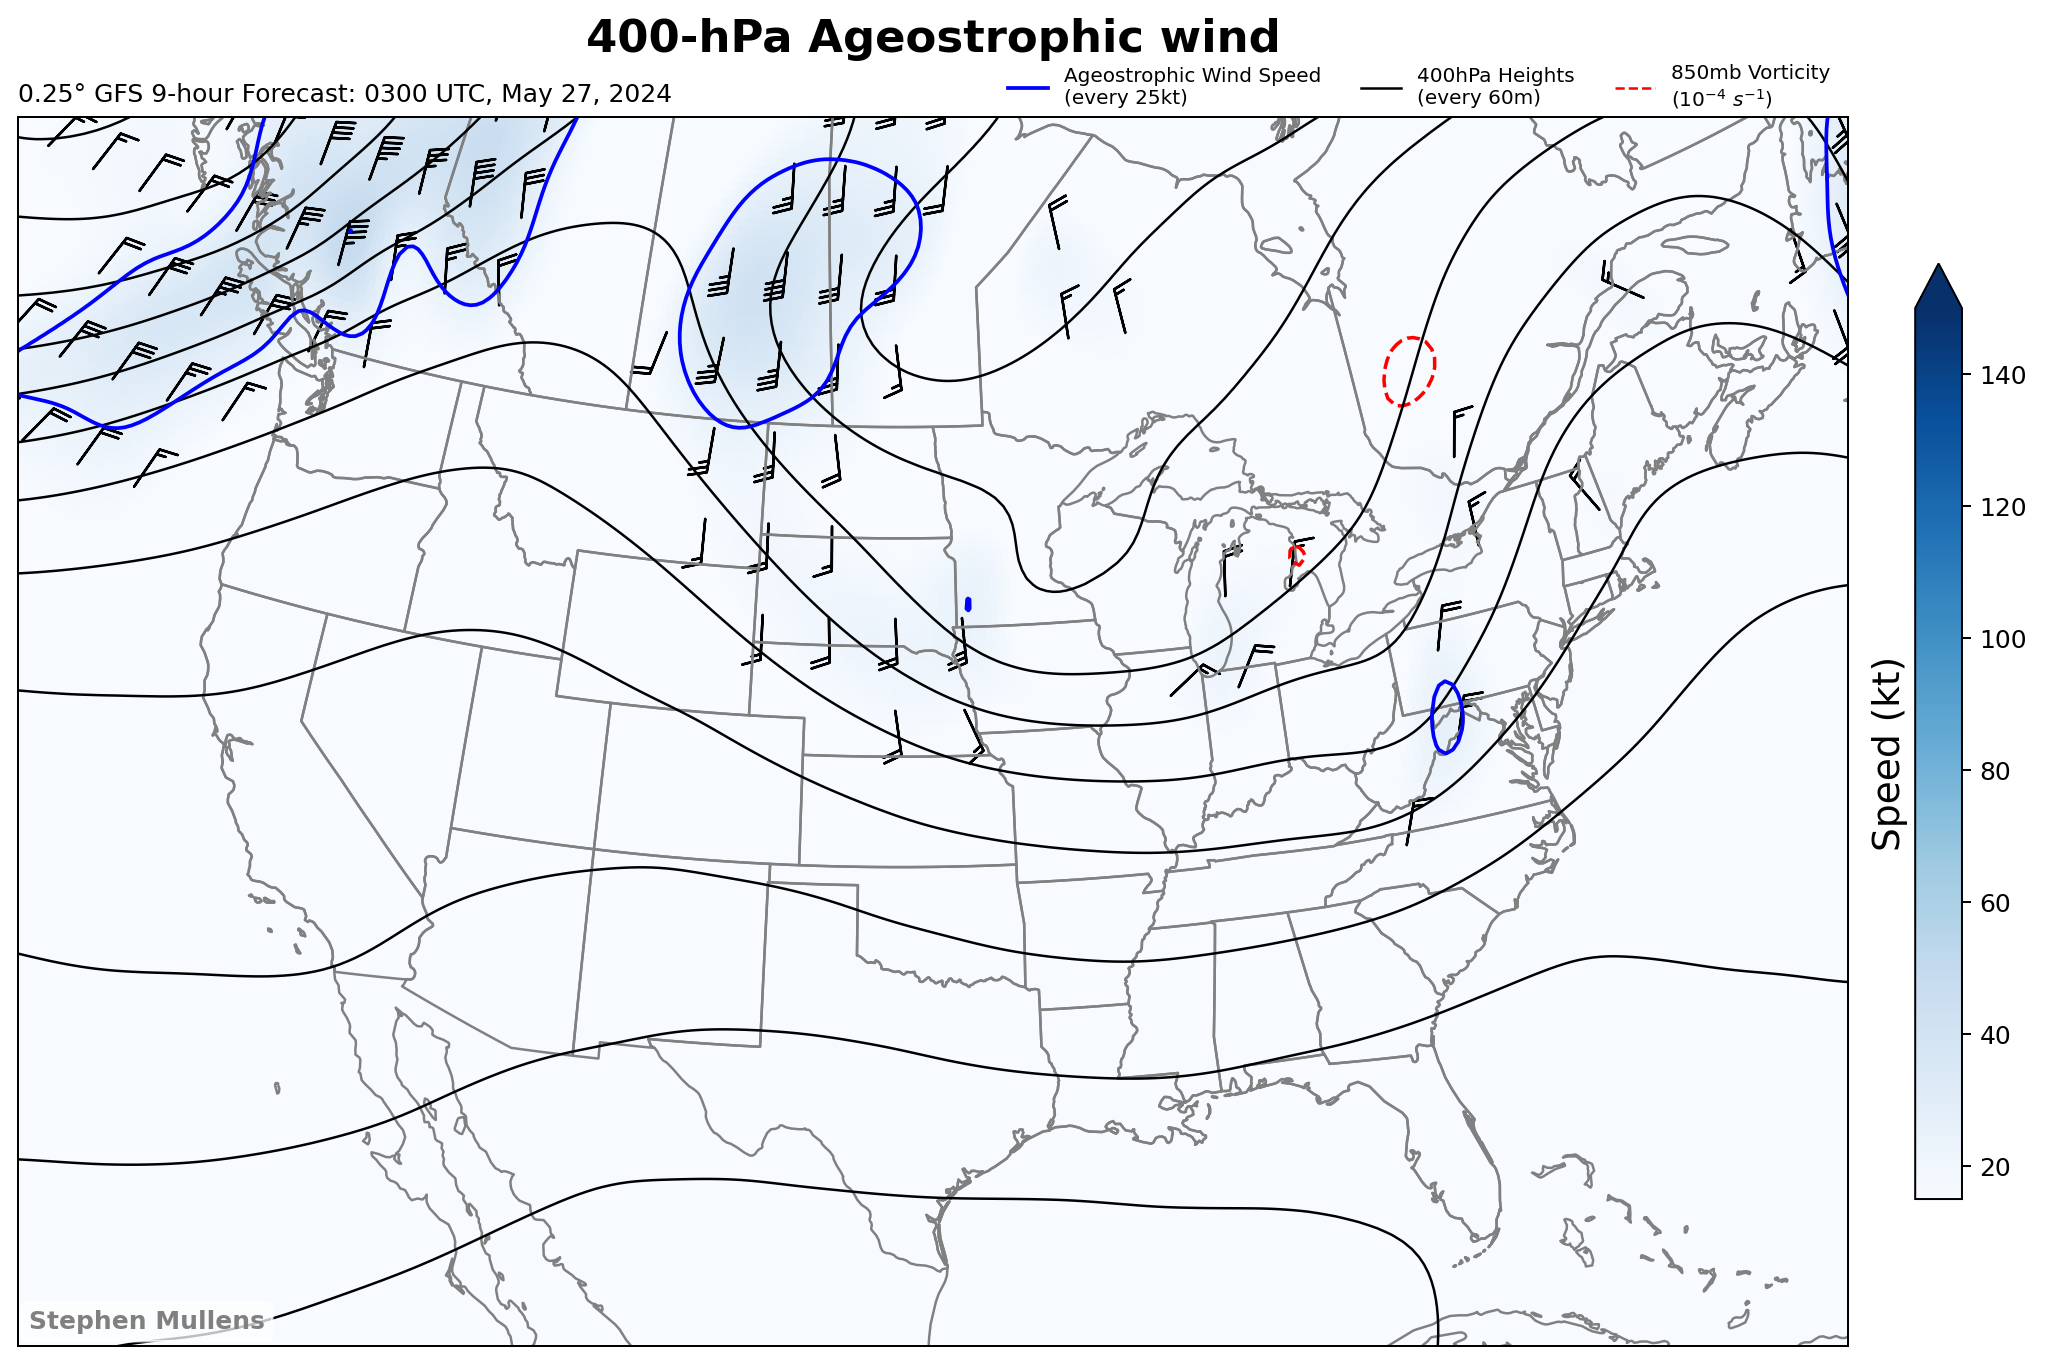 400-hPa Ageostrophic wind
0.25° GFS 9-hour Forecast: 0300 UTC, May 27, 2024
Ageostrophic Wind Speed
(every 25kt)
400hPa Heights
(every 60m)
850mb Vorticity
(10⁻⁴ s⁻¹)
140
120
100
80
60
40
20
Speed (kt)
Stephen Mullens